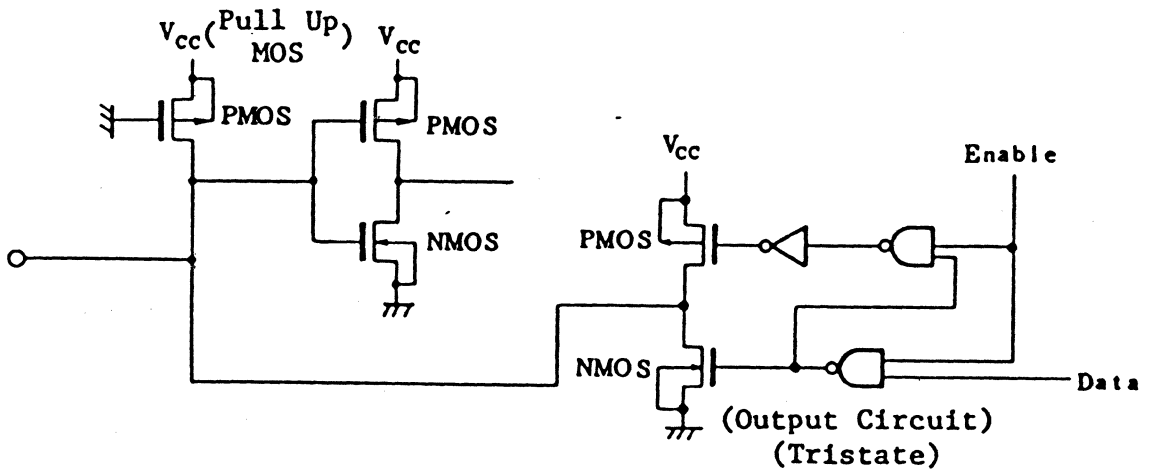 Vcc (Pull Up MOS)
Vcc
PMOS
PMOS
NMOS
Vcc
Enable
PMOS
NMOS
Data
(Output Circuit)
(Tristate)